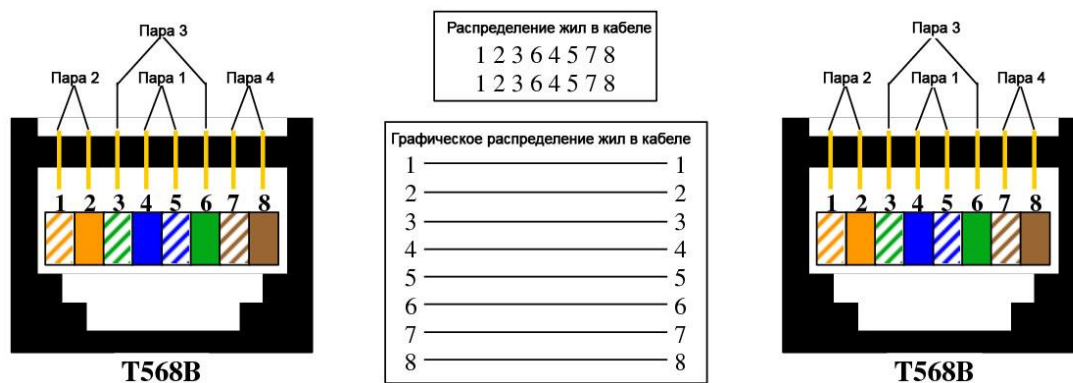 Пара 3
Пара 2 Пара 1 Пара 4
1 2 3 4 5 6 7 8
T568B
Распределение жил в кабеле
1 2 3 6 4 5 7 8
1 2 3 6 4 5 7 8
Графическое распределение жил в кабеле
1 1
2 2
3 3
4 4
5 5
6 6
7 7
8 8
Пара 3
Пара 2 Пара 1 Пара 4
1 2 3 4 5 6 7 8
T568B